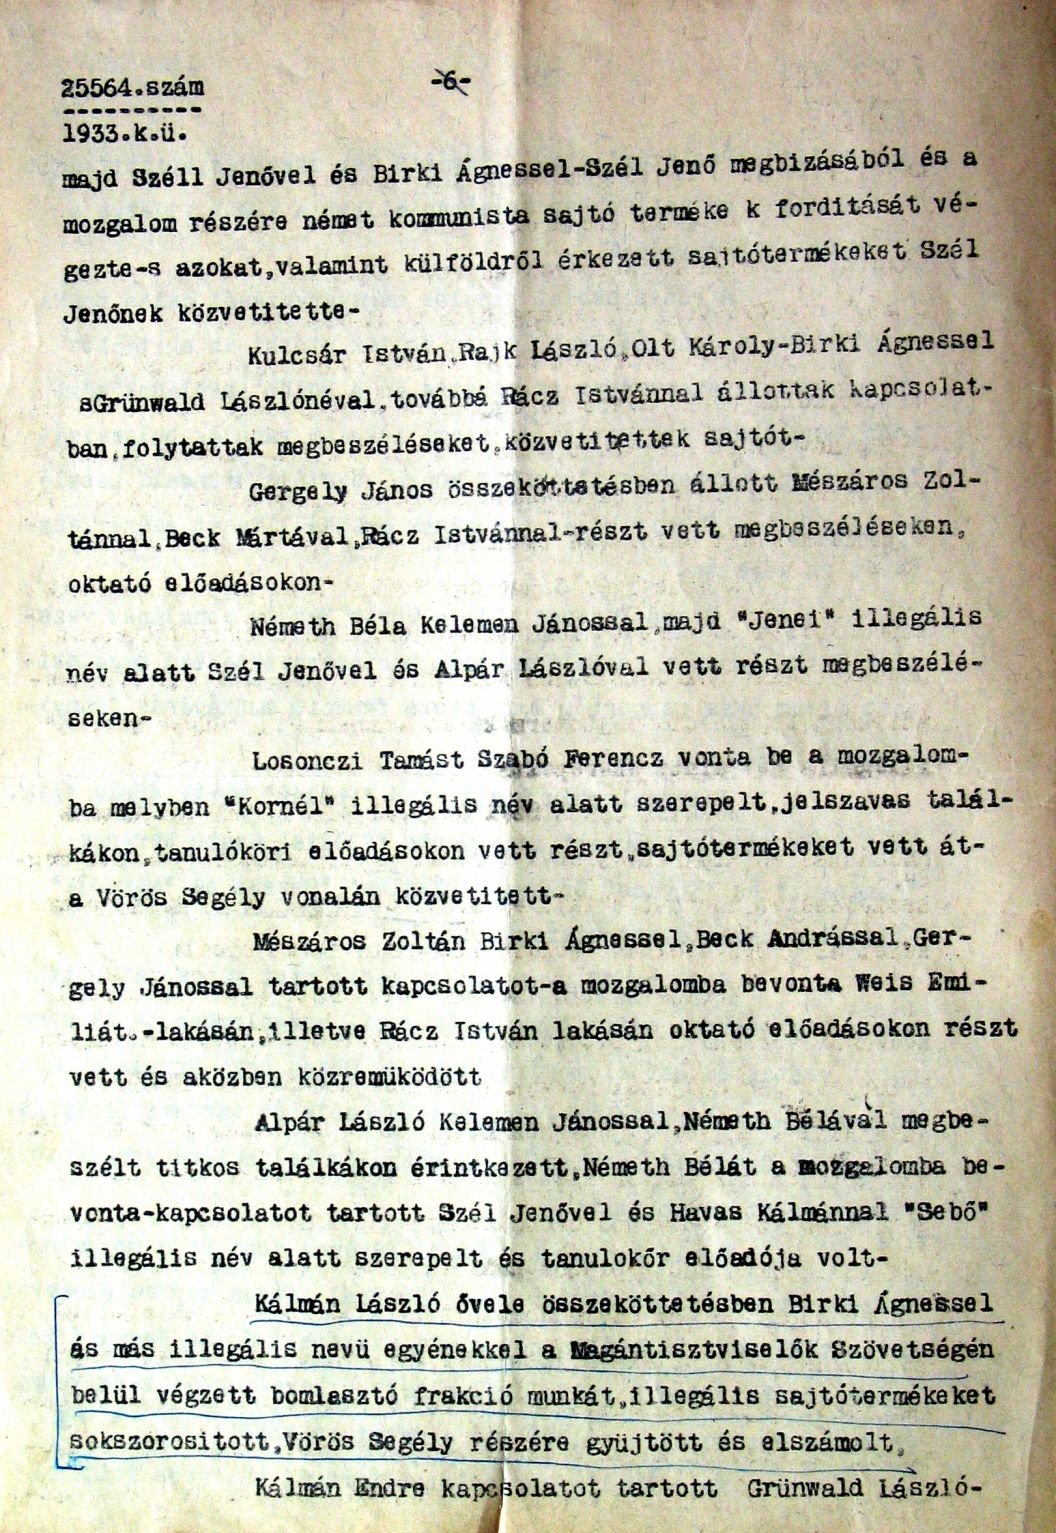 25564.szám
-6-
1933.k.ü.
majd Széll Jenővel és Birki Ágnessel-Szél Jenő megbizásából és a
mozgalom részére német kommunista sajtó terméke k forditását vé-
gezte-s azokat,valamint külföldről érkezett sajtótermékeket Szél
Jenőnek közvetitette-
Kulcsár István,Rajk László,Olt Károly-Birki Ágnessel
sGrünwald Lászlónéval,továbbá Rácz Istvánnal állottak kapcsolat-
ban,folytattak megbeszéléseket,közvetitettek sajtót-
Gergely János összeköttetésben állott Mészáros Zol-
tánnal,Beck Mártával,Rácz Istvánnal-részt vett megbeszéléseken,
oktató előadásokon-
Németh Béla Kelemen Jánossal,majd "Jenei" illegális
név alatt Szél Jenővel és Alpár Lászlóval vett részt megbeszélé-
seken-
Losonczi Tamást Szabó Ferencz vonta be a mozgalom-
ba melyben "Kornél" illegális név alatt szerepelt,jelszavas talál-
kákon,tanulóköri előadásokon vett részt,sajtótermékeket vett át-
a Vörös Segély vonalán közvetitett-
Mészáros Zoltán Birki Ágnessel,Beck Andrással,Ger-
gely Jánossal tartott kapcsolatot-a mozgalomba bevonta Weis Emi-
liát.-lakásán,illetve Rácz István lakásán oktató előadásokon részt
vett és aközben közremüködött
Alpár László Kelemen Jánossal,Németh Bélával megbe-
szélt titkos találkákon érintkezett,Németh Bélát a mozgalomba be-
vonta-kapcsolatot tartott Szél Jenővel és Havas Kálmánnal "Sebő"
illegális név alatt szerepelt és tanulokőr előadója volt-
Kálmán László ővele összeköttetésben Birki Ágnessel
ás más illegális nevü egyénekkel a Magántisztviselők Szövetségén
belül végzett bomlasztó frakció munkát,illegális sajtótermékeket
sokszorositott,Vörös Segély részére gyüjtött és elszámolt,
Kálmán Endre kapcsolatot tartott Grünwald László-